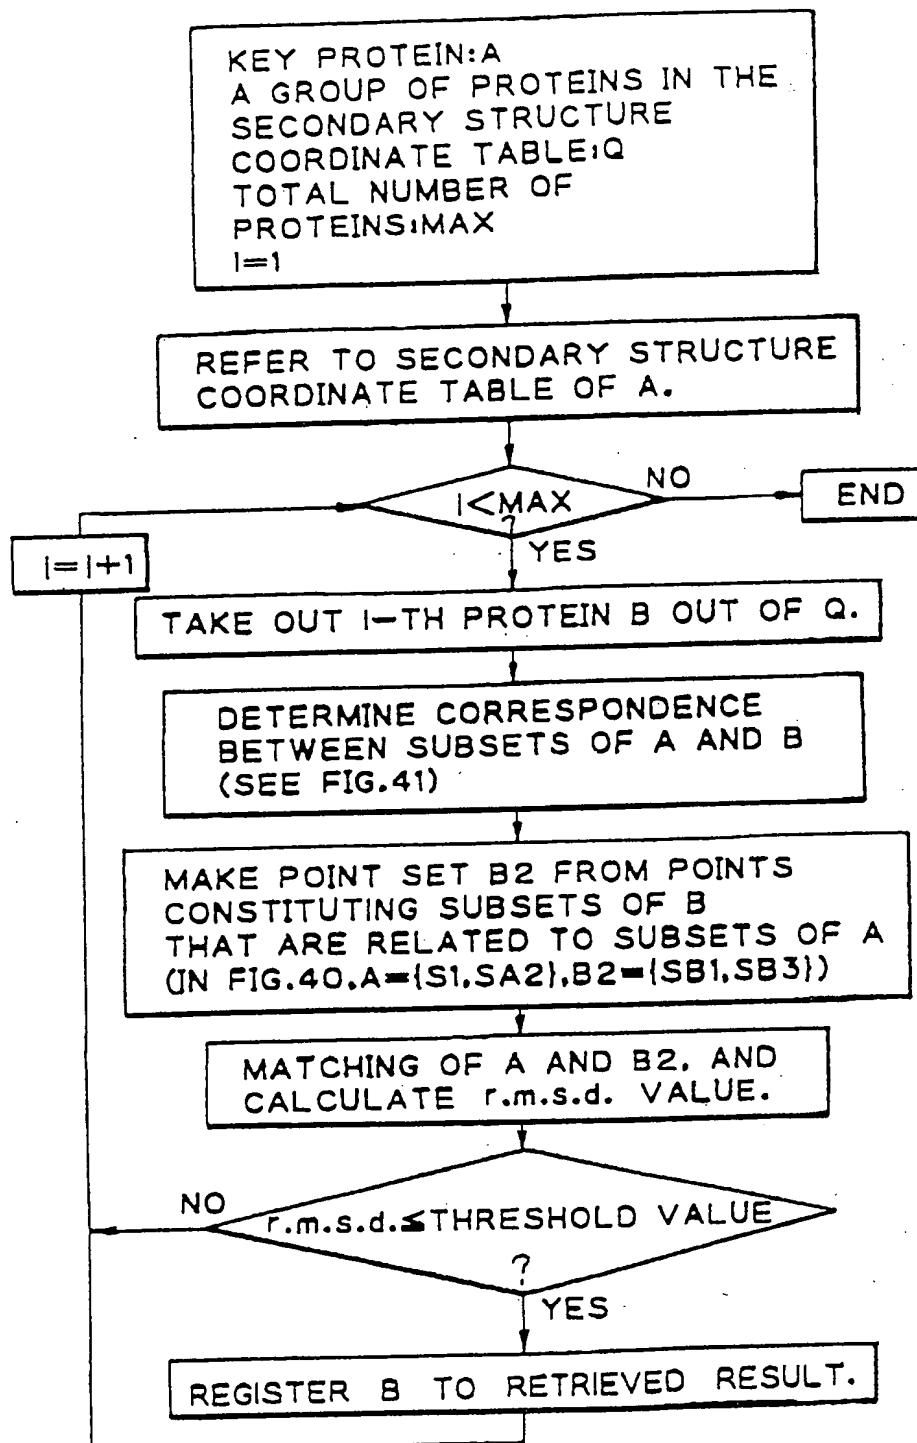 KEY PROTEIN:A
A GROUP OF PROTEINS IN THE
SECONDARY STRUCTURE
COORDINATE TABLE:Q
TOTAL NUMBER OF
PROTEINS:MAX
I=1
REFER TO SECONDARY STRUCTURE
COORDINATE TABLE OF A.
I<MAX
?
NO
END
YES
I=I+1
TAKE OUT I-TH PROTEIN B OUT OF Q.
DETERMINE CORRESPONDENCE
BETWEEN SUBSETS OF A AND B
(SEE FIG.41)
MAKE POINT SET B2 FROM POINTS
CONSTITUTING SUBSETS OF B
THAT ARE RELATED TO SUBSETS OF A
(IN FIG.40.A={S1,SA2},B2={SB1,SB3})
MATCHING OF A AND B2, AND
CALCULATE r.m.s.d. VALUE.
NO
r.m.s.d.≦THRESHOLD VALUE
?
YES
REGISTER B TO RETRIEVED RESULT.